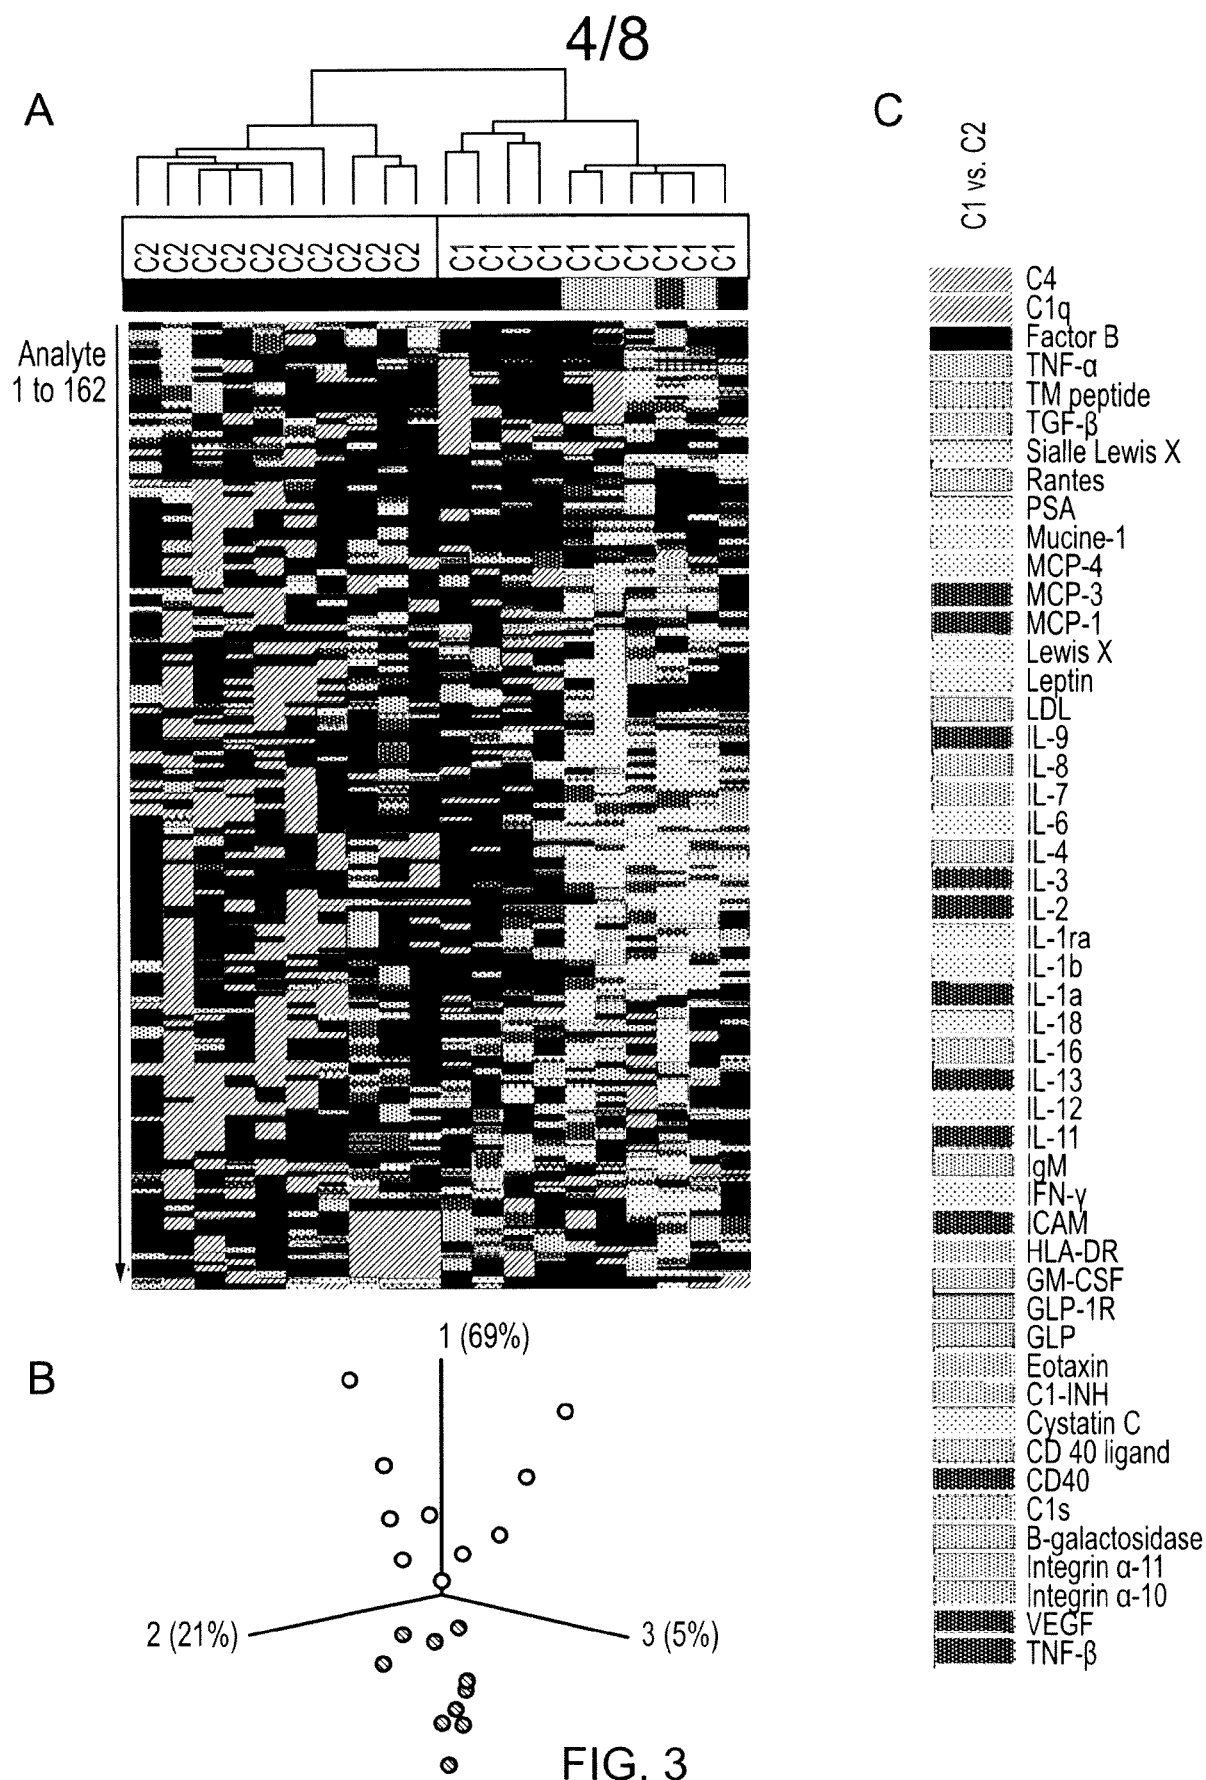 4/8
A
C2 C2 C2 C2 C2 C2 C2 C2 C2 C2 C1 C1 C1 C1 C1 C1 C1 C1 C1 C1
Analyte
1 to 162
B
1 (69%)
2 (21%)
3 (5%)
C
C1 vs. C2
C4
C1q
Factor B
TNF-α
TM peptide
TGF-β
Sialle Lewis X
Rantes
PSA
Mucine-1
MCP-4
MCP-3
MCP-1
Lewis X
Leptin
LDL
IL-9
IL-8
IL-7
IL-6
IL-4
IL-3
IL-2
IL-1ra
IL-1b
IL-1a
IL-18
IL-16
IL-13
IL-12
IL-11
IgM
IFN-γ
ICAM
HLA-DR
GM-CSF
GLP-1R
GLP
Eotaxin
C1-INH
Cystatin C
CD 40 ligand
CD40
C1s
B-galactosidase
Integrin α-11
Integrin α-10
VEGF
TNF-β
FIG. 3